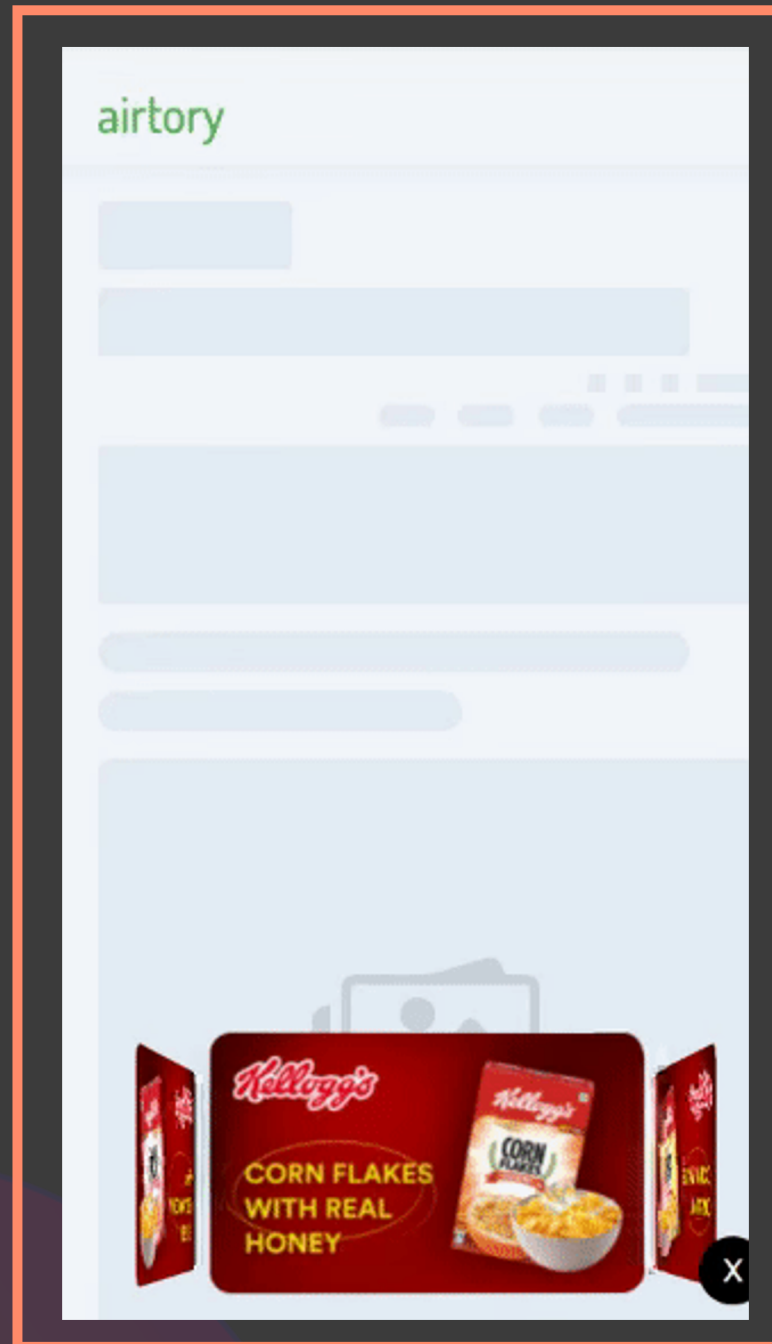 airtory
Kellogg's
CORN FLAKES
WITH REAL
HONEY
Kellogg's
CORN
FLAKES
X